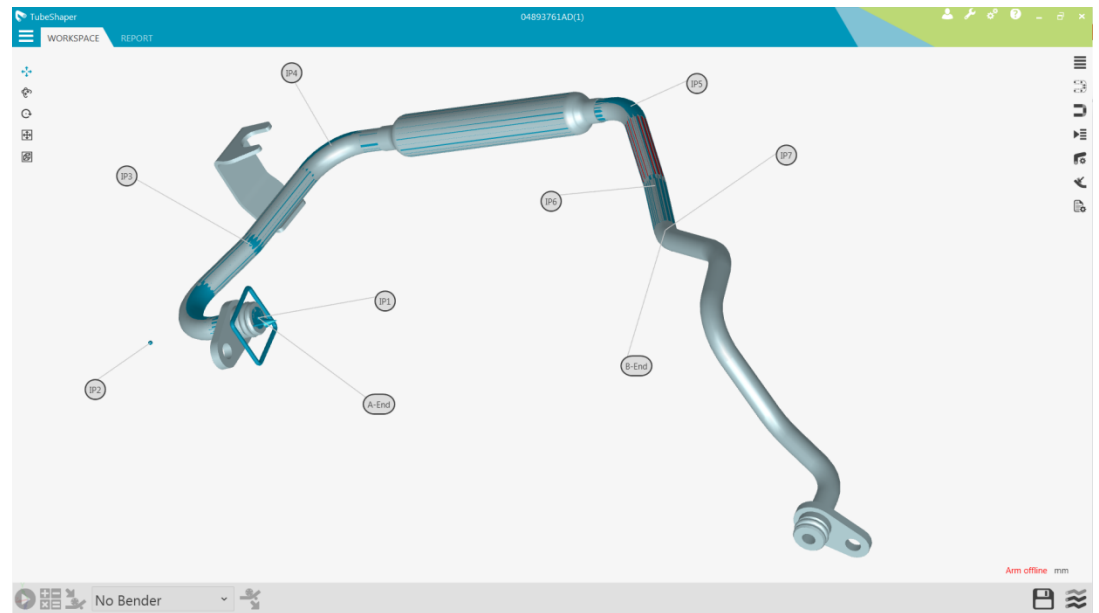 TubeShaper
04893761AD(1)
WORKSPACE
REPORT
IP4
IP5
IP7
IP3
IP6
IP1
B-End
IP2
A-End
Arm offline mm
No Bender